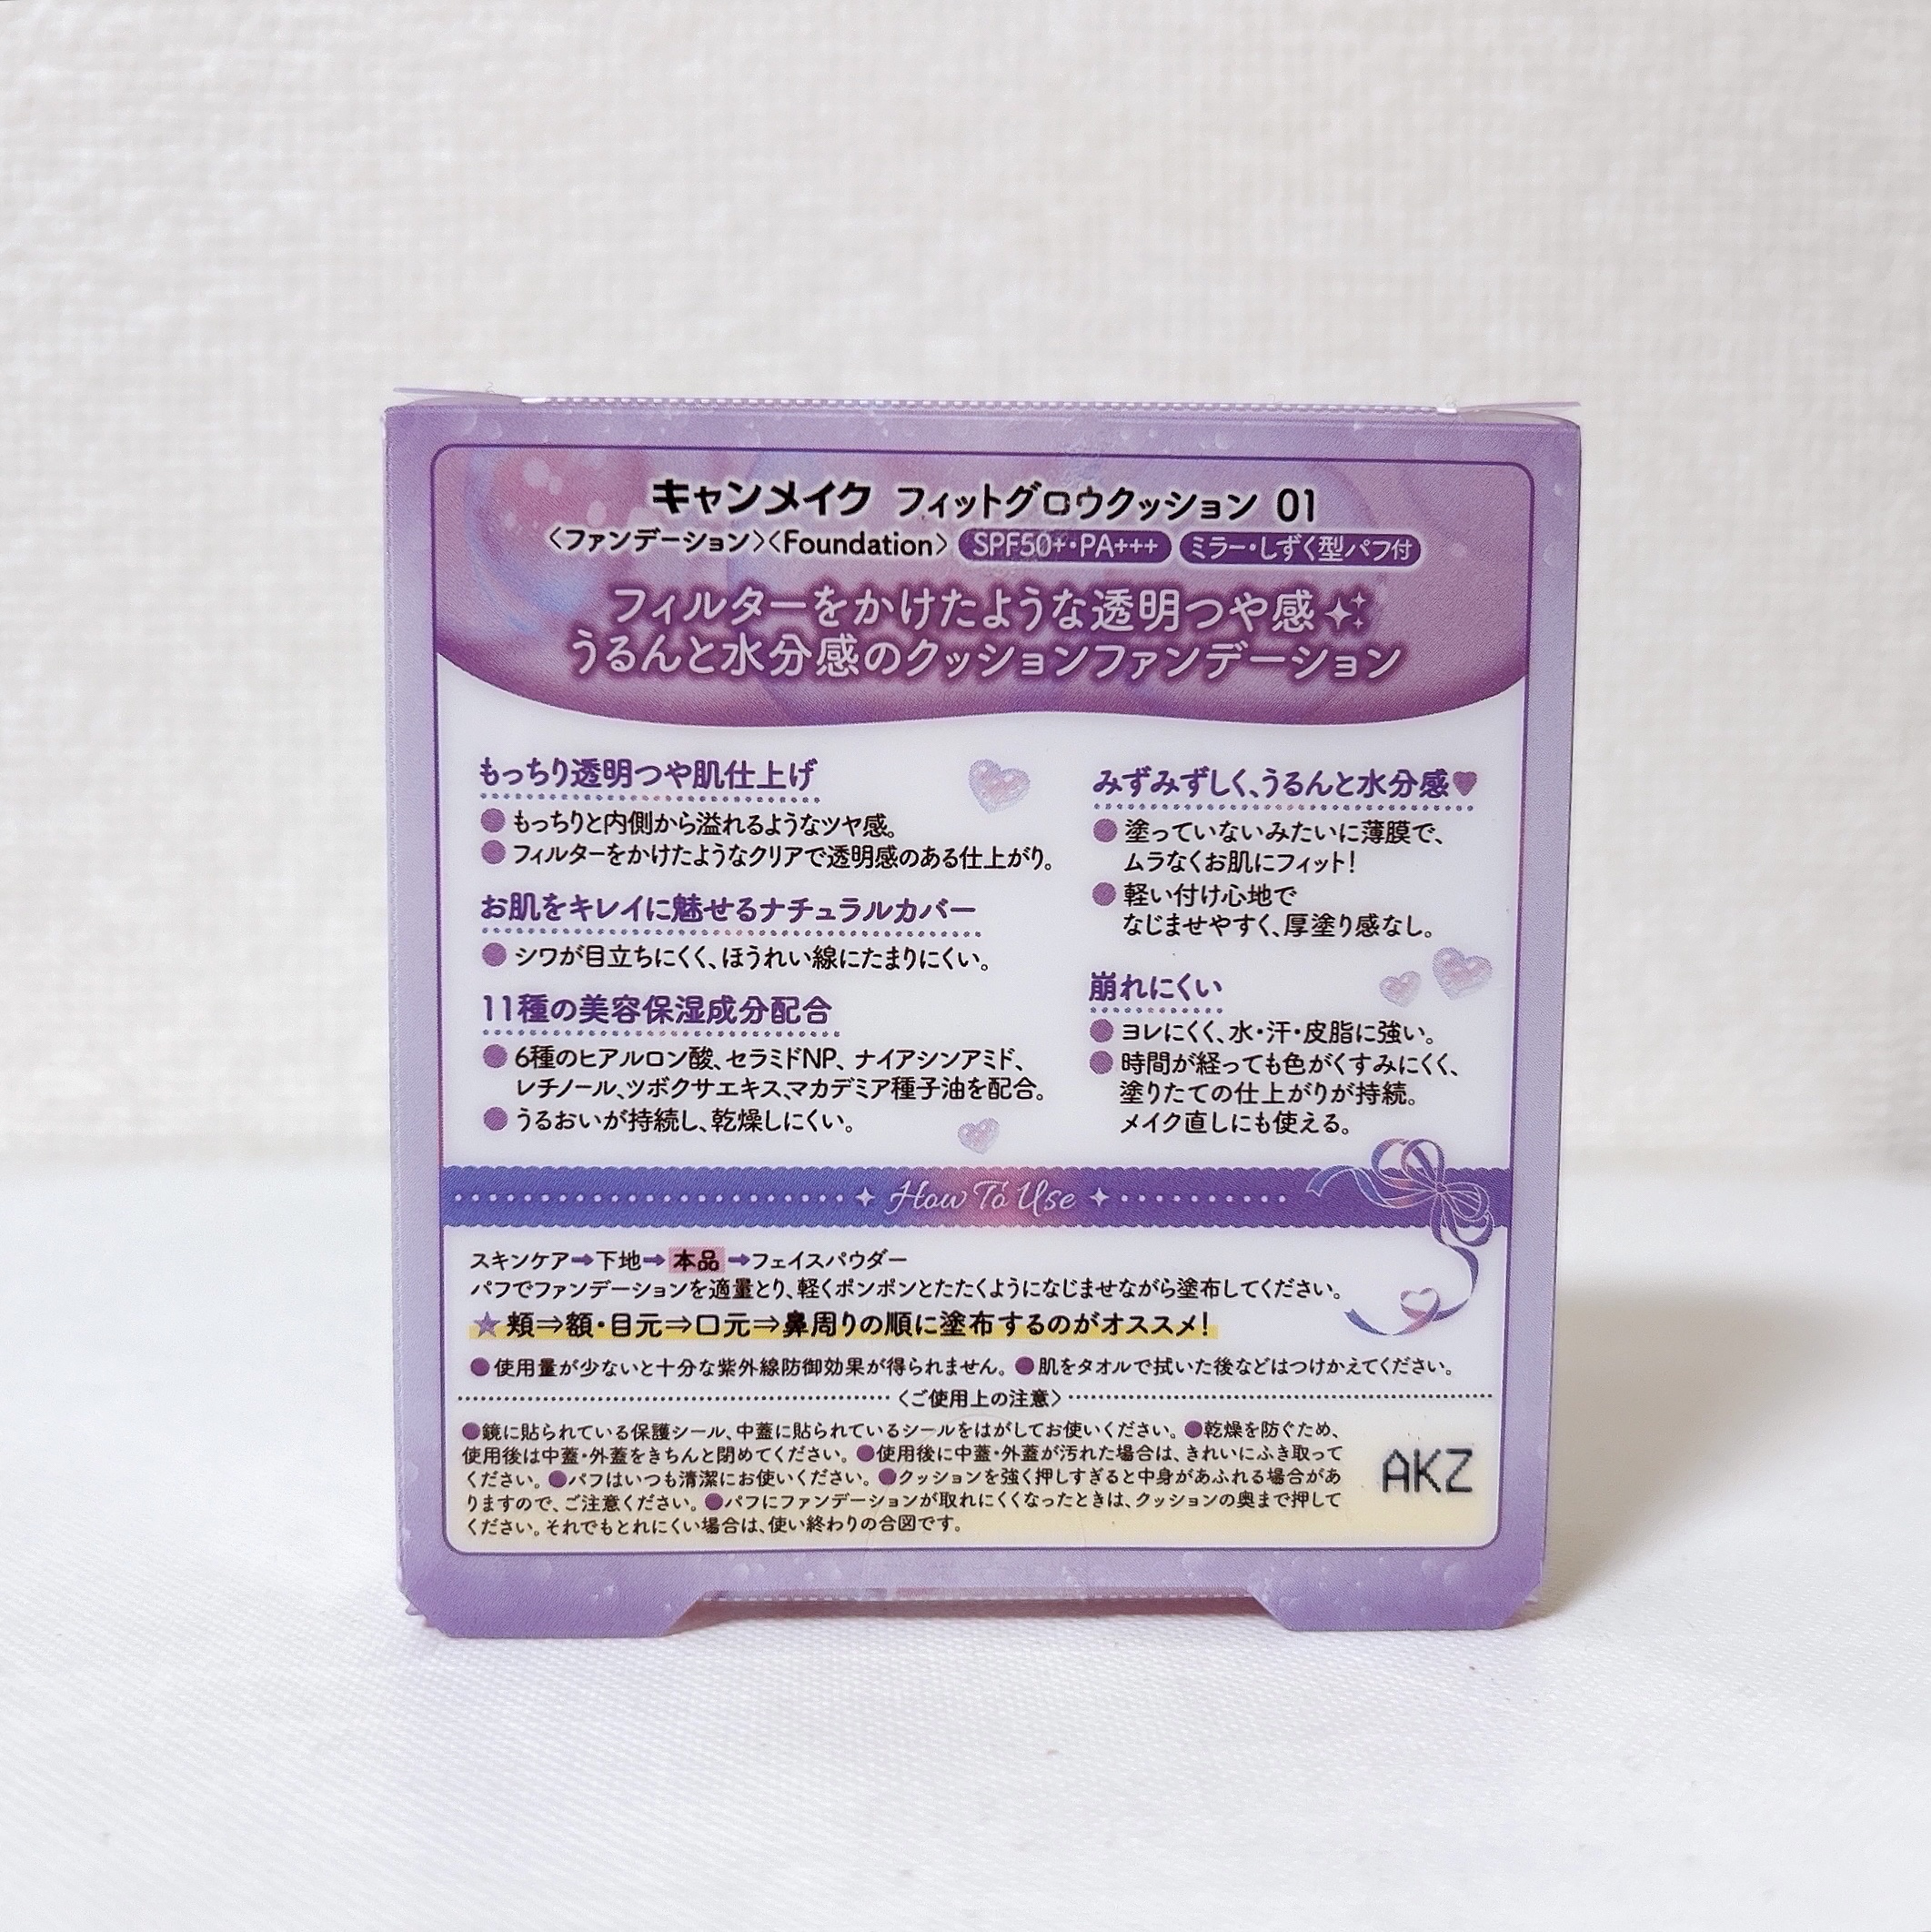 キャンメイク フィットグロウクッション 01
〈ファンデーション〉〈Foundation〉 SPF50+・PA+++ ミラー・しずく型パフ付
フィルターをかけたような透明つや感
うるんと水分感のクッションファンデーション
もっちり透明つや肌仕上げ
●もっちりと内側から溢れるようなツヤ感。
●フィルターをかけたようなクリアで透明感のある仕上がり。
お肌をキレイに魅せるナチュラルカバー
●シワが目立ちにくく、ほうれい線にたまりにくい。
11種の美容保湿成分配合
●6種のヒアルロン酸、セラミドNP、ナイアシンアミド、
レチノール、ツボクサエキス、マカデミア種子油を配合。
●うるおいが持続し、乾燥しにくい。
みずみずしく、うるんと水分感♥
●塗っていないみたいに薄膜で、
ムラなくお肌にフィット!
●軽い付け心地で
なじませやすく、厚塗り感なし。
崩れにくい
●ヨレにくく、水・汗・皮脂に強い。
●時間が経っても色がくすみにくく、
塗りたての仕上がりが持続。
メイク直しにも使える。
How To Use
スキンケア➡下地➡本品➡フェイスパウダー
パフでファンデーションを適量とり、軽くポンポンとたたくようになじませながら塗布してください。
★頬⇒額・目元⇒口元⇒鼻周りの順に塗布するのがオススメ!
●使用量が少ないと十分な紫外線防御効果が得られません。●肌をタオルで拭いた後などはつけかえてください。
〈ご使用上の注意〉
●鏡に貼られている保護シール、中蓋に貼られているシールをはがしてお使いください。●乾燥を防ぐため、
使用後は中蓋・外蓋をきちんと閉めてください。●使用後に中蓋・外蓋が汚れた場合は、きれいにふき取って
ください。●パフはいつも清潔にお使いください。●クッションを強く押しすぎると中身があふれる場合があ
りますので、ご注意ください。●パフにファンデーションが取れにくくなったときは、クッションの奥まで押して
ください。それでもとれにくい場合は、使い終わりの合図です。
AKZ